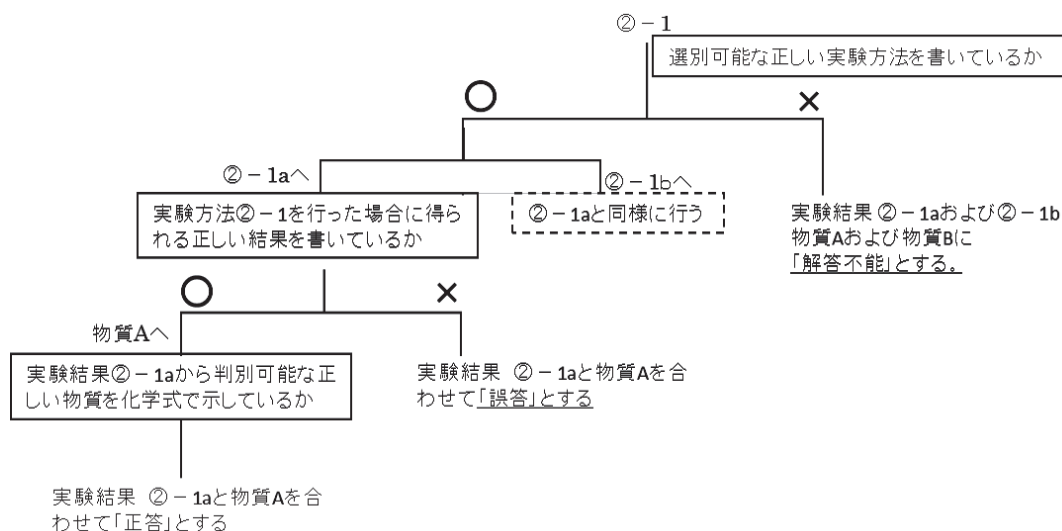 ②－1
選別可能な正しい実験方法を書いているか
○
×
②－1aへ
②－1bへ
実験方法②－1を行った場合に得ら
れる正しい結果を書いているか
②－1aと同様に行う
実験結果 ②－1aおよび②－1b
物質Aおよび物質Bに
「解答不能」とする。
○
×
物質Aへ
実験結果②－1aから判別可能な正
しい物質を化学式で示しているか
実験結果 ②－1aと物質Aを合
わせて「誤答」とする
実験結果 ②－1aと物質Aを合
わせて「正答」とする